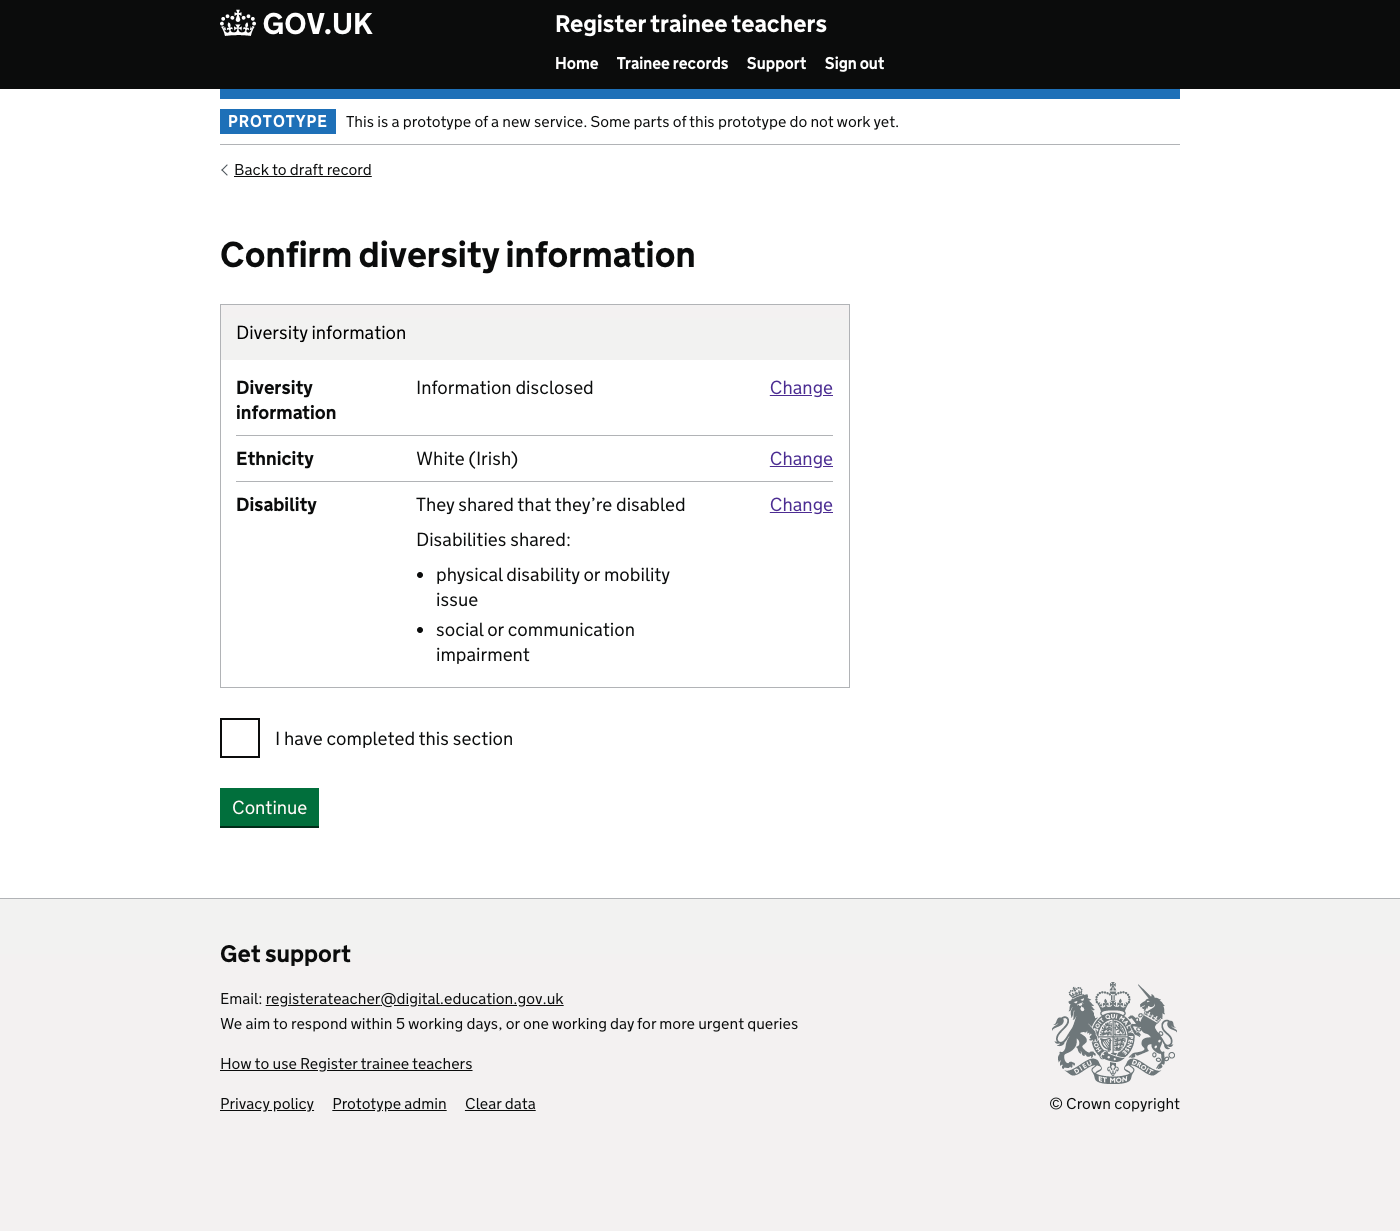 GOV.UK
Register trainee teachers
Home Trainee records Support Sign out
PROTOTYPE This is a prototype of a new service. Some parts of this prototype do not work yet.
Back to draft record
Confirm diversity information
Diversity information
Diversity information
Information disclosed
Change
Ethnicity
White (Irish)
Change
Disability
They shared that they’re disabled
Change
Disabilities shared:
• physical disability or mobility
issue
• social or communication
impairment
I have completed this section
Continue
Get support
Email: registerateacher@digital.education.gov.uk
We aim to respond within 5 working days, or one working day for more urgent queries
How to use Register trainee teachers
Privacy policy Prototype admin Clear data
DIEU ET MON DROIT
© Crown copyright